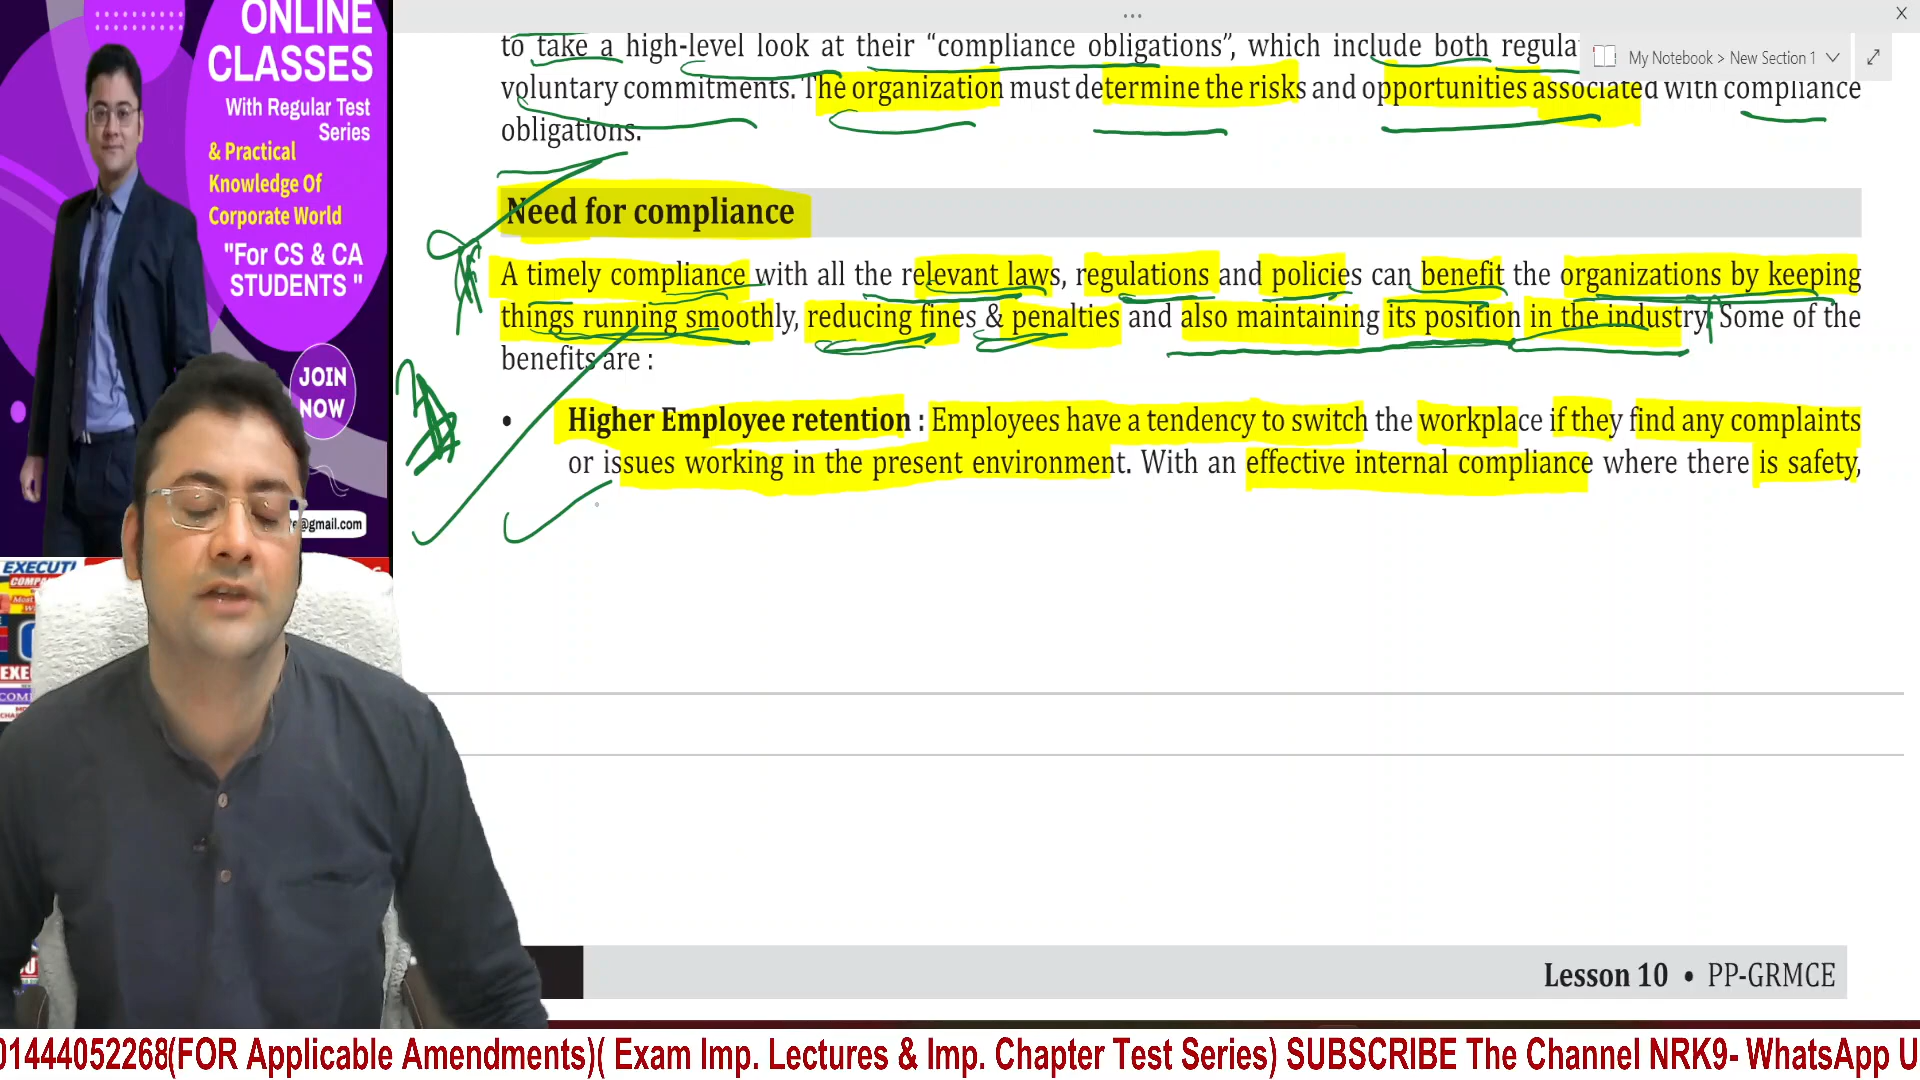 ONLINE
CLASSES
With Regular Test
Series
& Practical
Knowledge Of
Corporate World
"For CS & CA
STUDENTS "
JOIN
NOW
@gmail.com
EXECUTI
My Notebook > New Section 1
to take a high-level look at their “compliance obligations”, which include both regula
voluntary commitments. The organization must determine the risks and opportunities associated with compliance
obligations.
Need for compliance
A timely compliance with all the relevant laws, regulations and policies can benefit the organizations by keeping
things running smoothly, reducing fines & penalties and also maintaining its position in the industry. Some of the
benefits are :
• Higher Employee retention : Employees have a tendency to switch the workplace if they find any complaints
or issues working in the present environment. With an effective internal compliance where there is safety,
Lesson 10 • PP-GRMCE
01444052268(FOR Applicable Amendments)( Exam Imp. Lectures & Imp. Chapter Test Series) SUBSCRIBE The Channel NRK9- WhatsApp U